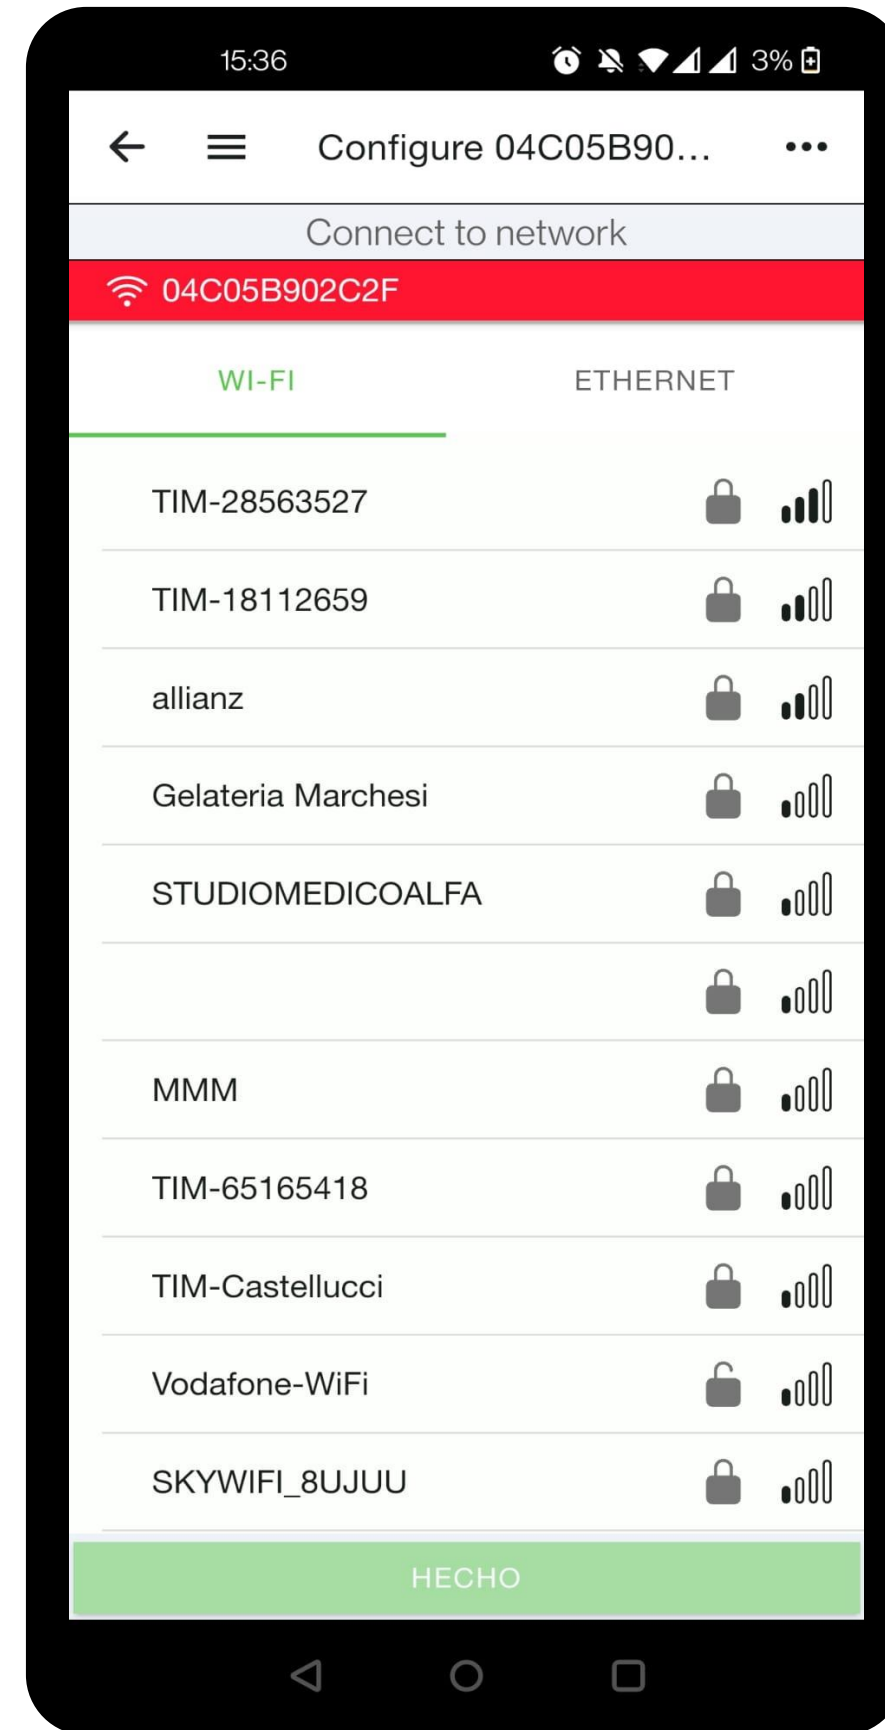 15:36 3%
Configure 04C05B90...
Connect to network
04C05B902C2F
WI-FI ETHERNET
TIM-28563527
TIM-18112659
allianz
Gelateria Marchesi
STUDIOMEDICOALFA
MMM
TIM-65165418
TIM-Castellucci
Vodafone-WiFi
SKYWIFI_8UJUU
HECHO